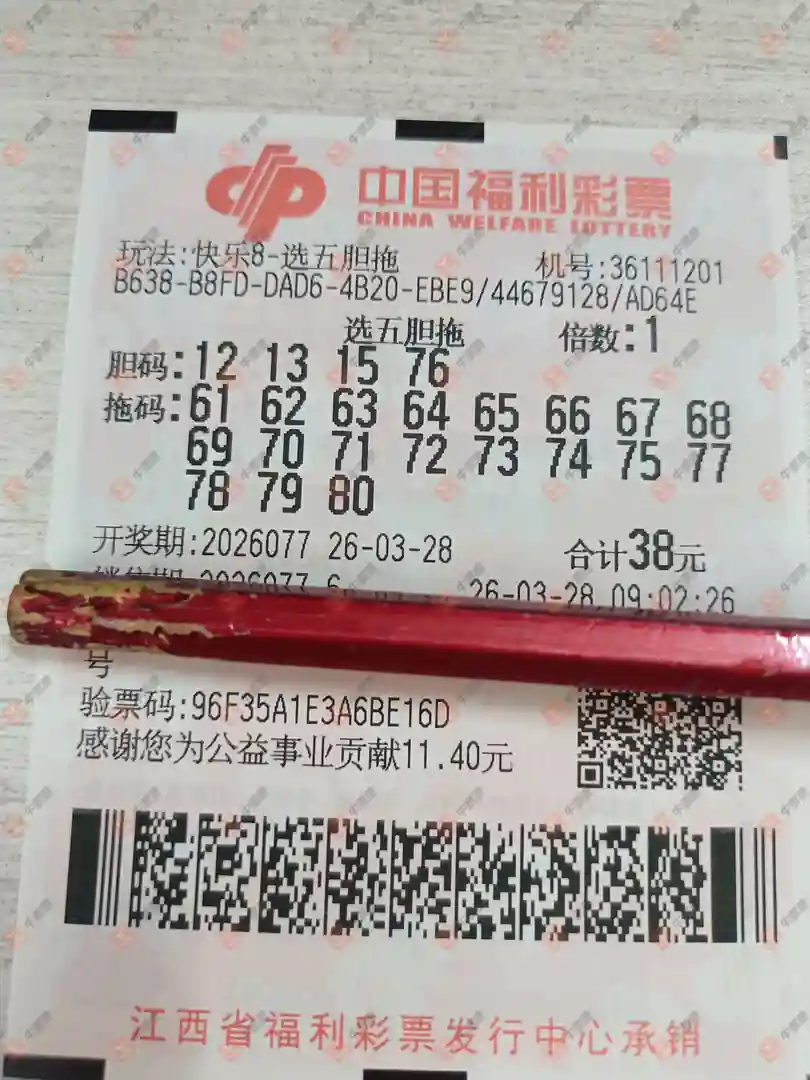 中国福利彩票
CHINA WELFARE LOTTERY
玩法:快乐8-选五胆拖 机号:36111201
B638-B8FD-DAD6-4B20-EBE9/44679128/AD64E
选五胆拖 倍数:1
胆码:12 13 15 76
拖码:61 62 63 64 65 66 67 68
69 70 71 72 73 74 75 77
78 79 80
开奖期:2026077 26-03-28 合计38元
26-03-28 09:02:26
号
验票码:96F35A1E3A6BE16D
感谢您为公益事业贡献11.40元
江西省福利彩票发行中心承销